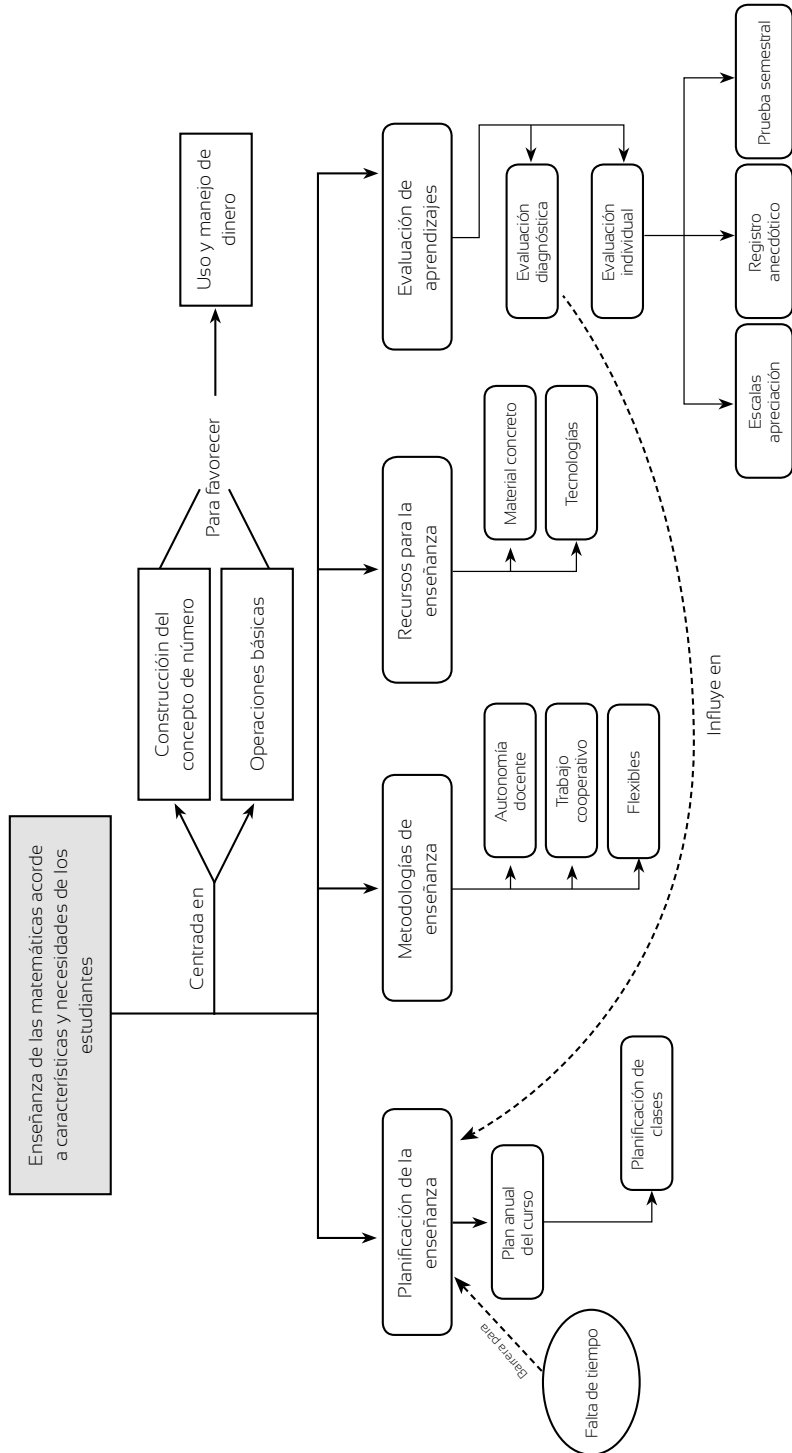 Enseñanza de las matemáticas acorde
a características y necesidades de los
estudiantes
Centrada en
Construccióin del
concepto de número
Operaciones básicas
Para favorecer
Uso y manejo de
dinero
Planificación de la
enseñanza
Metodologías de
enseñanza
Recursos para la
enseñanza
Evaluación de
aprendizajes
Barrera para
Falta de tiempo
Plan anual
del curso
Planificación de
clases
Autonomía
docente
Trabajo
cooperativo
Flexibles
Material concreto
Tecnologías
Evaluación
diagnóstica
Evaluación
individual
Influye en
Escalas
apreciación
Registro
anecdótico
Prueba semestral